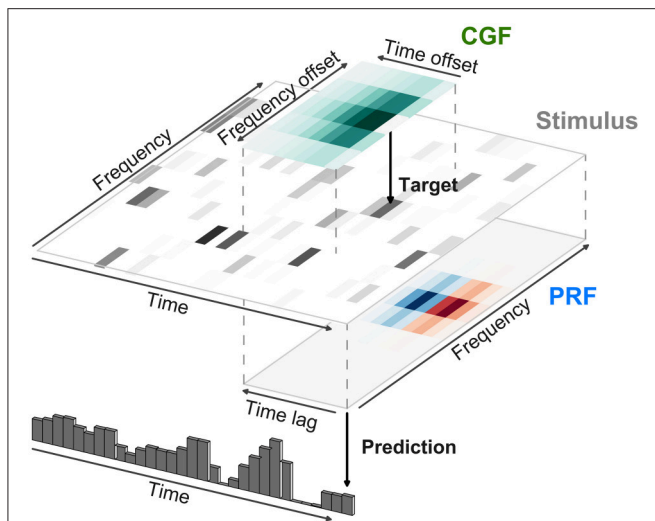 CGF
Time offset
Frequency offset
Stimulus
Frequency
Target
Time
PRF
Frequency
Time lag
Prediction
Time